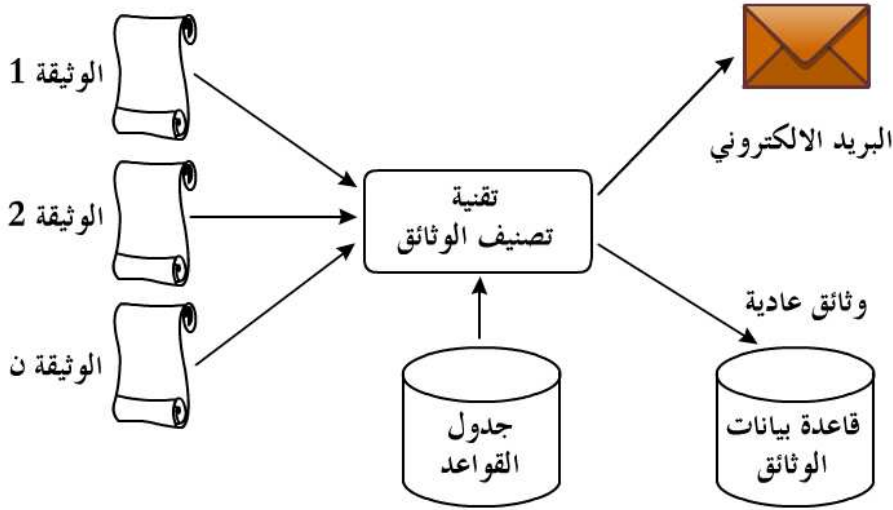 الوثيقة 1
الوثيقة 2
الوثيقة ن
تقنية
تصنيف الوثائق
جدول
القواعد
البريد الالكتروني
وثائق عادية
قاعدة بيانات
الوثائق